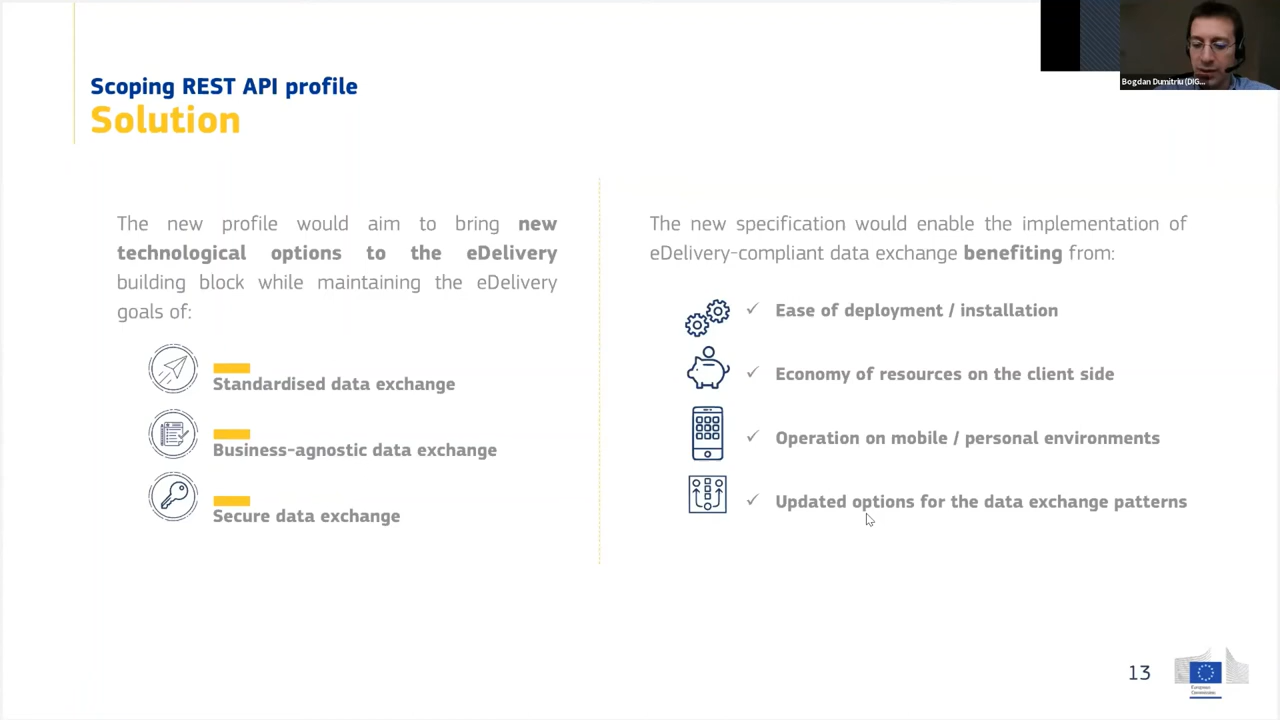 Scoping REST API profile
Solution
Bogdan Dumitriu (DIG...
The new profile would aim to bring new
technological options to the eDelivery
building block while maintaining the eDelivery
goals of:
Standardised data exchange
Business-agnostic data exchange
Secure data exchange
The new specification would enable the implementation of
eDelivery-compliant data exchange benefiting from:
✓ Ease of deployment / installation
✓ Economy of resources on the client side
✓ Operation on mobile / personal environments
✓ Updated options for the data exchange patterns
13
European
Commission